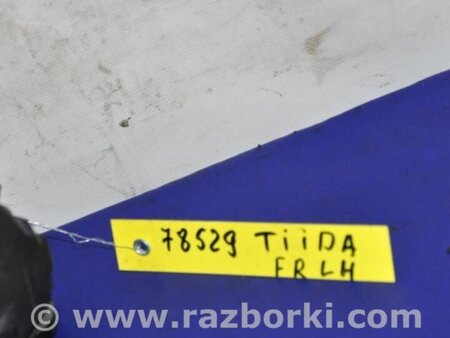 78529 TiiDA
FR LH
www.razborki.com